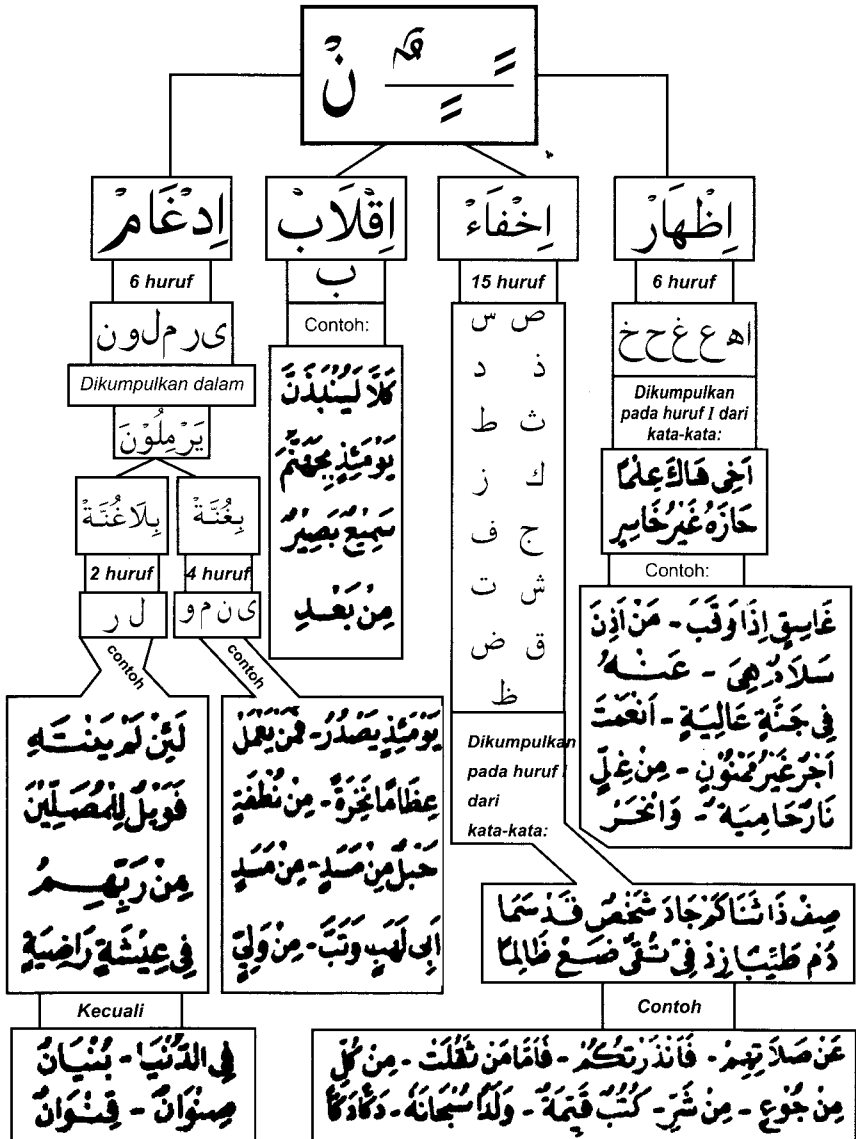 نْ ـًـٍـٌ
اِظْهَارْ
6 huruf
ا ه ع غ ح خ
Dikumpulkan
pada huruf I dari
kata-kata:
اَخِى هَاكَ عِلْمًا
حَازَهُ غَيْرُ خَاسِرٍ
Contoh:
غَاسِقٍ اِذَا وَقَبَ - مَنْ اَذِنَ
سَلَامٌ هِىَ - عَنْهُ
فِى جَنَّةٍ عَالِيَةٍ - اَنْعَمْتَ
اَجْرٌ غَيْرُ مَمْنُوْنٍ - مِنْ غِلٍّ
نَارٌ حَامِيَةٌ - وَانْحَرْ
اِخْفَاءْ
15 huruf
ص س
ذ د
ث ط
ك ز
ج ف
ش ت
ق ض
ظ
Dikumpulkan
pada huruf I
dari
kata-kata:
صِفْ ذَا ثَنَا كَمْ جَادَ شَخْصٌ قَدْ سَمَا
دُمْ طَيِّبًا زِدْ فِىْ تُقًى ضَعْ ظَالِمًا
Contoh
عَنْ صَلَاتِهِمْ - فَاَنْذَرْتُكُمْ - فَاَمَّا مَنْ ثَقُلَتْ - مِنْ كُلِّ
مِنْ جُوْعٍ - مِنْ شَرِّ - كُتُبٌ قَيِّمَةٌ - وَلَدًا سُبْحَانَهُ - دَكًّا دَكًّا
اِقْلَابْ
ب
Contoh:
كَلَّا لَيُنْبَذَنَّ
يَوْمَئِذٍ بِجَهَنَّمَ
سَمِيْعٌ بَصِيْرٌ
مِنْ بَعْدِ
اِدْغَامْ
6 huruf
ى ر م ل و ن
Dikumpulkan dalam
يَرْمِلُوْنَ
بِغُنَّةْ
4 huruf
ى ن م و
contoh
يَوْمَئِذٍ يَصْدُرُ - فَمَنْ يَعْمَلْ
عِظَامًا نَخِرَةً - مِنْ نُطْفَةٍ
حَبْلٌ مِنْ مَسَدٍ - مِنْ مَسَدٍ
اَبِى لَهَبٍ وَتَبَّ - مِنْ وَلِيٍّ
بِلَاغُنَّةْ
2 huruf
ل ر
contoh
لَئِنْ لَمْ يَنْتَهِ
فَوَيْلٌ لِلْمُصَلِّيْنَ
مِنْ رَبِّهِمْ
فِى عِيْشَةٍ رَاضِيَةٍ
Kecuali
فِى الدُّنْيَا - بُنْيَانٌ
صِنْوَانٌ - قِنْوَانٌ